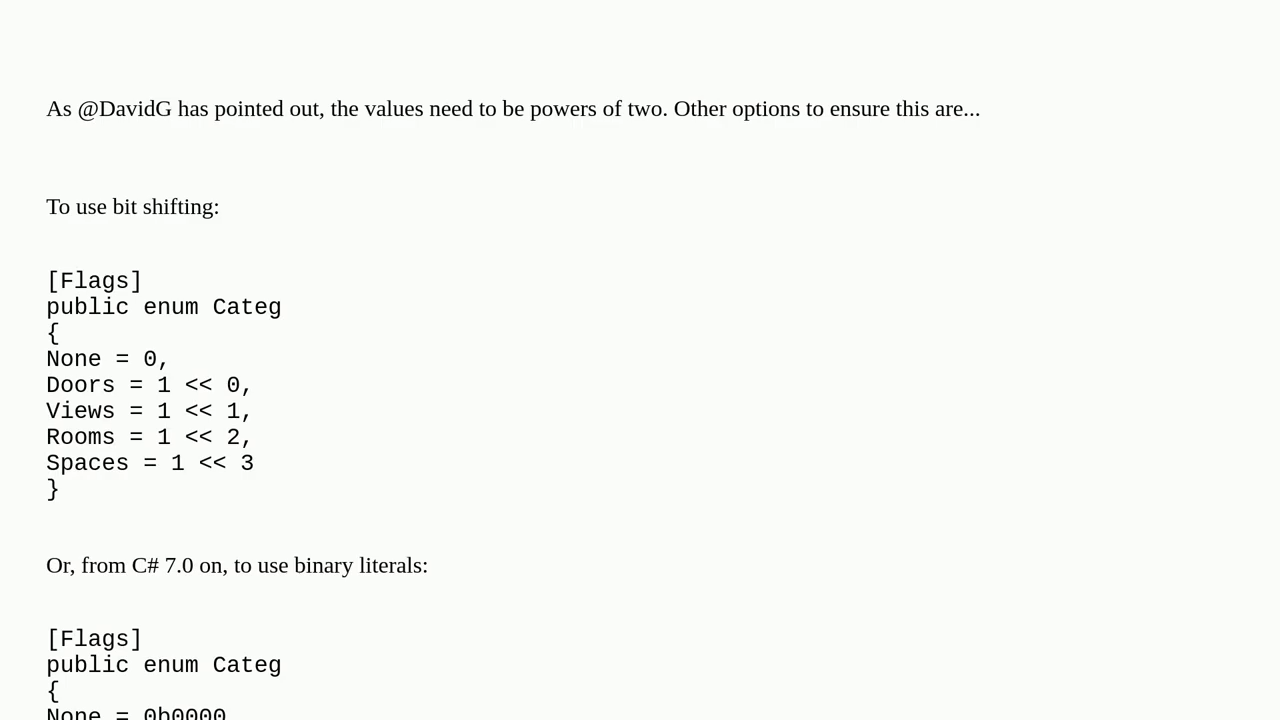 As @DavidG has pointed out, the values need to be powers of two. Other options to ensure this are...
To use bit shifting:
[Flags]
public enum Categ
{
None = 0,
Doors = 1 << 0,
Views = 1 << 1,
Rooms = 1 << 2,
Spaces = 1 << 3
}
Or, from C# 7.0 on, to use binary literals:
[Flags]
public enum Categ
{
None = 0b0000